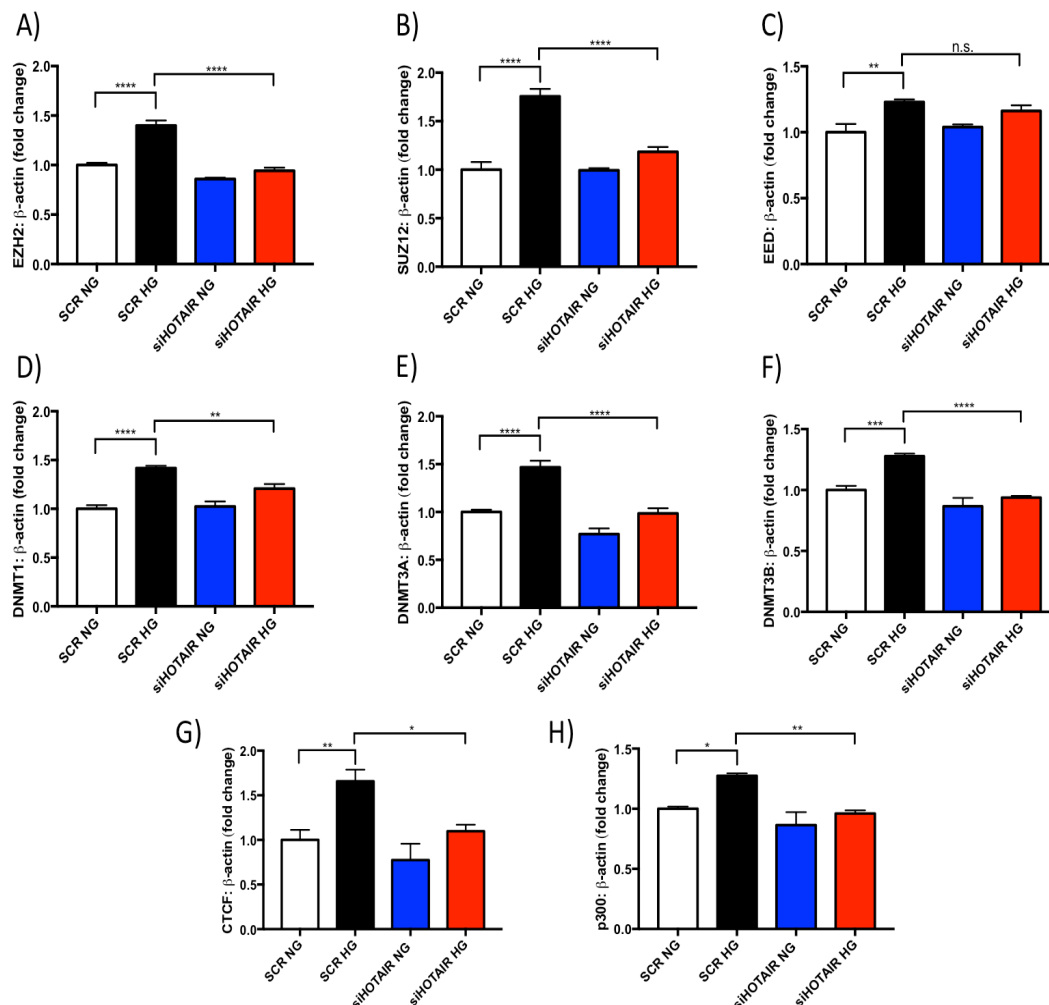 A)
EZH2: β-actin (fold change)
2.0
1.5
1.0
0.5
0.0
****
****
SCR NG
SCR HG
siHOTAIR NG
siHOTAIR HG
B)
SUZ12: β-actin (fold change)
2.0
1.5
1.0
0.5
0.0
****
****
SCR NG
SCR HG
siHOTAIR NG
siHOTAIR HG
C)
EED: β-actin (fold change)
1.5
1.0
0.5
0.0
**
n.s.
SCR NG
SCR HG
siHOTAIR NG
siHOTAIR HG
D)
DNMT1: β-actin (fold change)
2.0
1.5
1.0
0.5
0.0
****
**
SCR NG
SCR HG
siHOTAIR NG
siHOTAIR HG
E)
DNMT3A: β-actin (fold change)
2.0
1.5
1.0
0.5
0.0
****
****
SCR NG
SCR HG
siHOTAIR NG
siHOTAIR HG
F)
DNMT3B: β-actin (fold change)
1.5
1.0
0.5
0.0
***
****
SCR NG
SCR HG
siHOTAIR NG
siHOTAIR HG
G)
CTCF: β-actin (fold change)
2.0
1.5
1.0
0.5
0.0
**
*
SCR NG
SCR HG
siHOTAIR NG
siHOTAIR HG
H)
p300: β-actin (fold change)
1.5
1.0
0.5
0.0
*
**
SCR NG
SCR HG
siHOTAIR NG
siHOTAIR HG